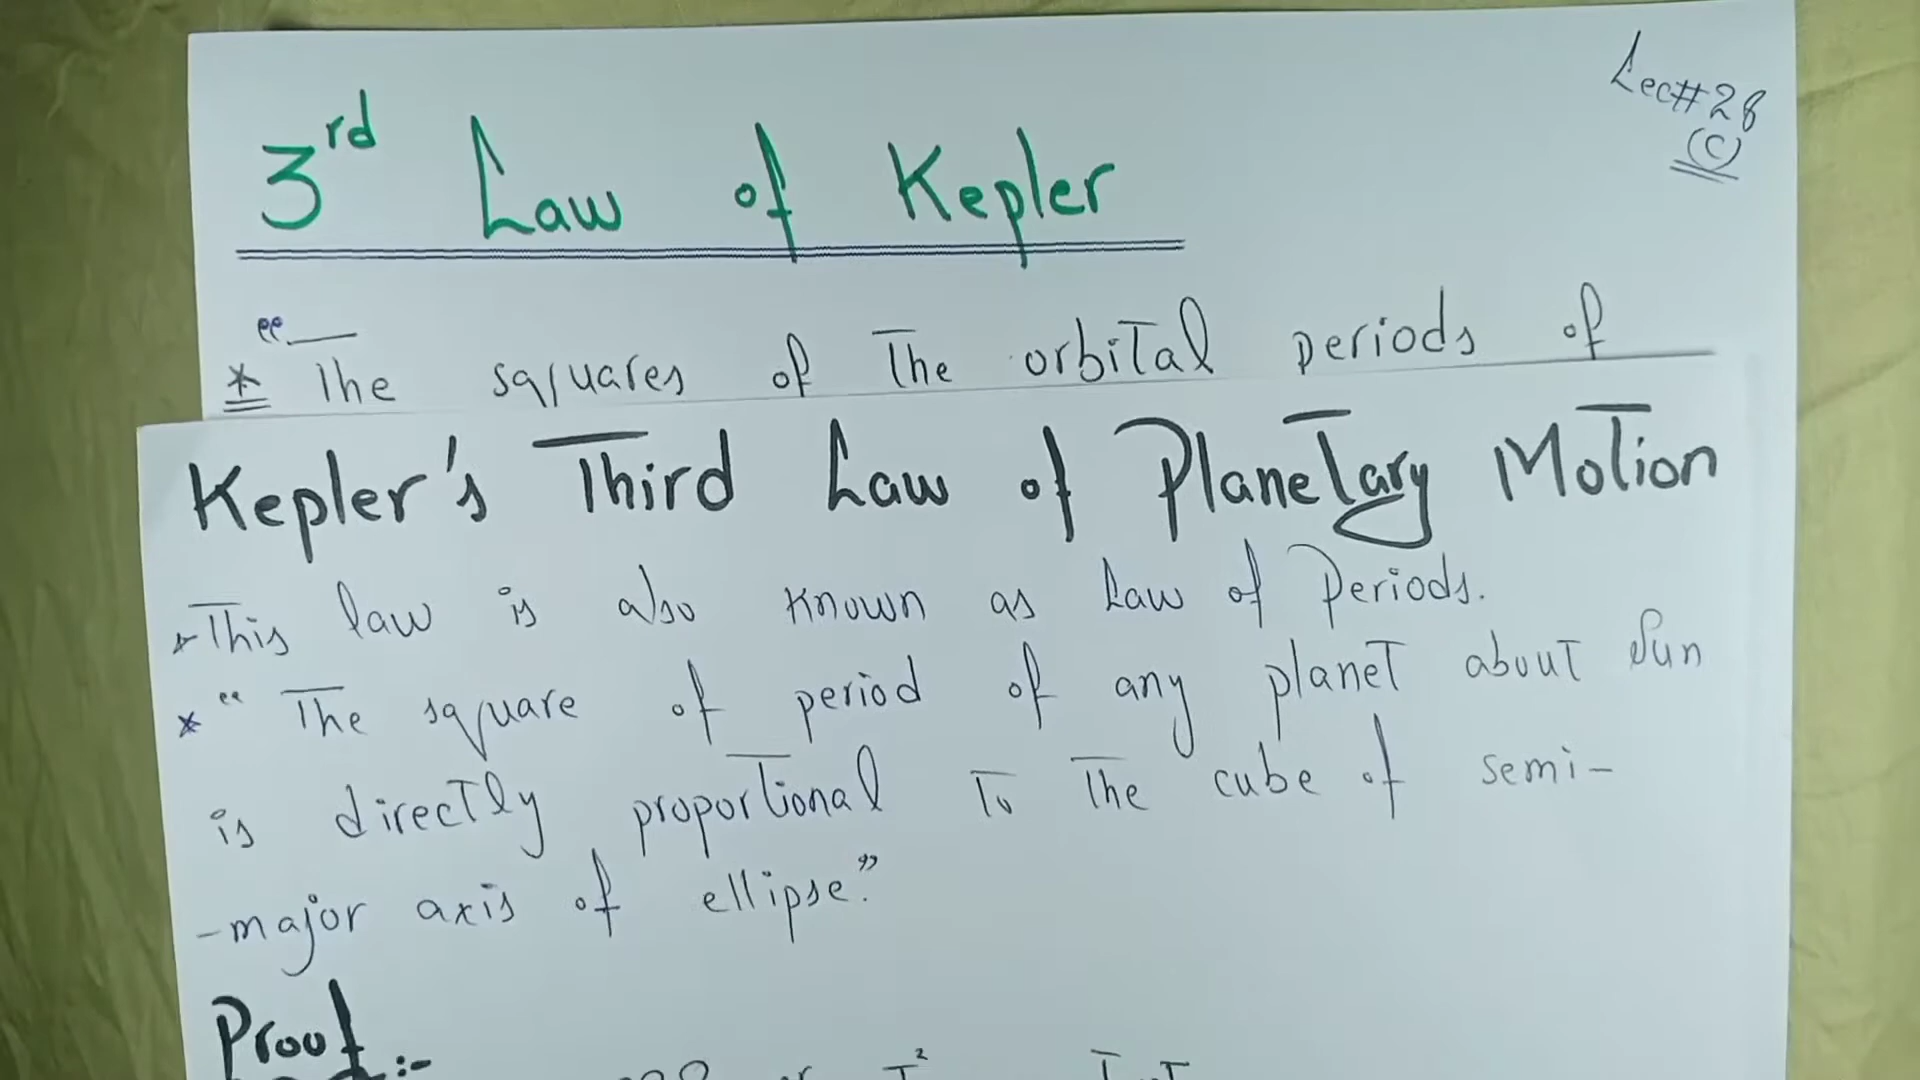 Lec#28
(C)
3rd Law of Kepler
* "The squares of The orbital periods of
Kepler's Third Law of Planetary Motion
*This law is also known as Law of Periods.
* "The square of period of any planet about Sun
is directly proportional To The cube of semi-
-major axis of ellipse."
Proof:-